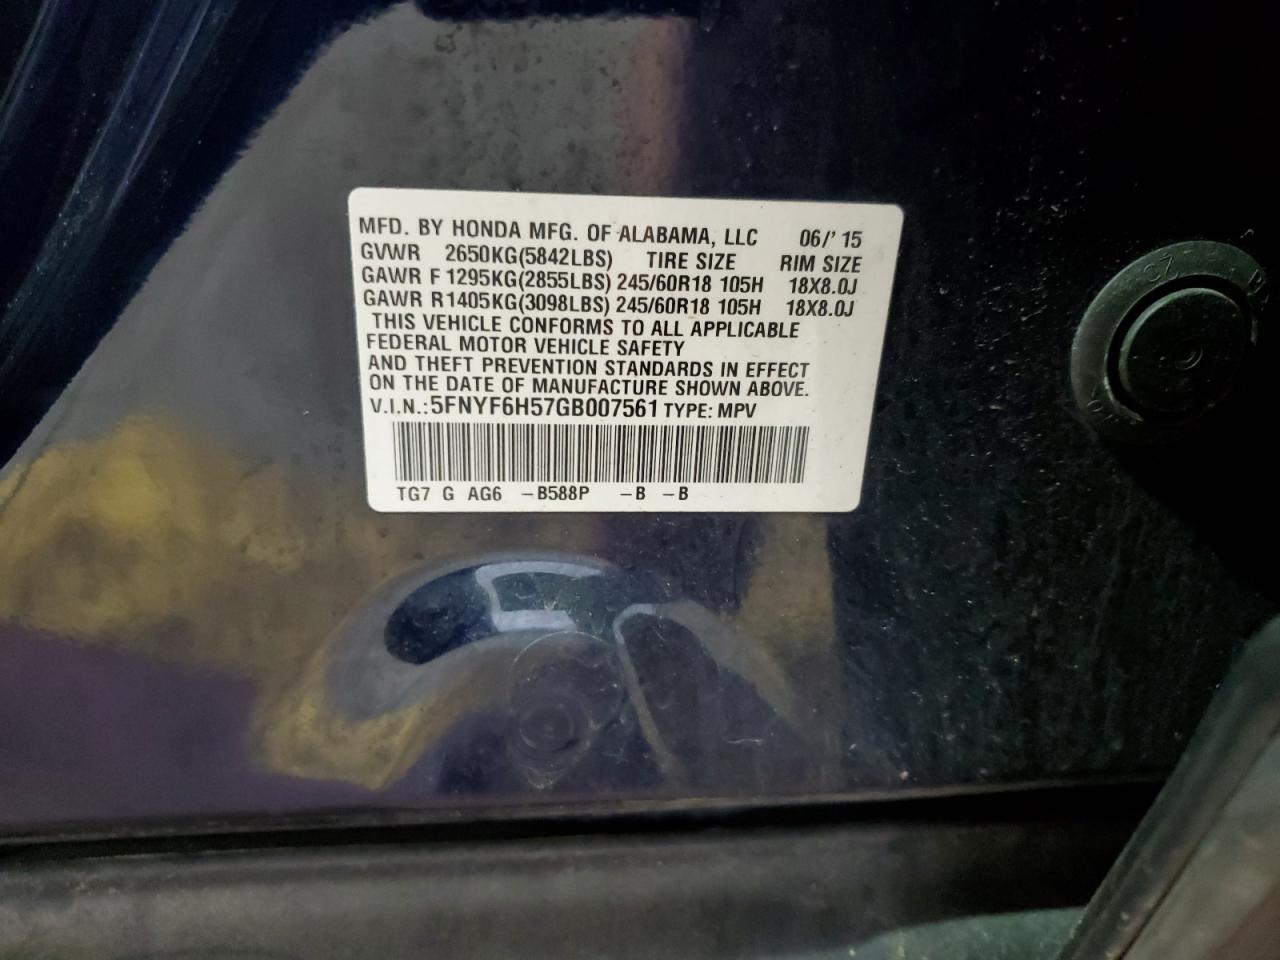 MFD. BY HONDA MFG. OF ALABAMA, LLC 06/'15
GVWR 2650KG(5842LBS) TIRE SIZE RIM SIZE
GAWR F1295KG(2855LBS) 245/60R18 105H 18X8.0J
GAWR R1405KG(3098LBS) 245/60R18 105H 18X8.0J
THIS VEHICLE CONFORMS TO ALL APPLICABLE
FEDERAL MOTOR VEHICLE SAFETY
AND THEFT PREVENTION STANDARDS IN EFFECT
ON THE DATE OF MANUFACTURE SHOWN ABOVE.
V.I.N.:5FNYF6H57GB007561 TYPE: MPV
TG7 G AG6 -B588P -B -B